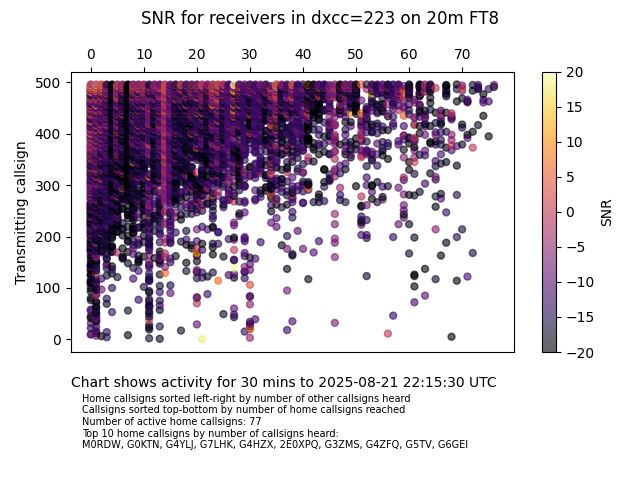 SNR for receivers in dxcc=223 on 20m FT8
0 10 20 30 40 50 60 70
500
400
300
200
100
0
Transmitting callsign
20
15
10
5
0
−5
−10
−15
−20
SNR
Chart shows activity for 30 mins to 2025-08-21 22:15:30 UTC
Home callsigns sorted left-right by number of other callsigns heard
Callsigns sorted top-bottom by number of home callsigns reached
Number of active home callsigns: 77
Top 10 home callsigns by number of callsigns heard:
M0RDW, G0KTN, G4YLJ, G7LHK, G4HZX, 2E0XPQ, G3ZMS, G4ZFQ, G5TV, G6GEI